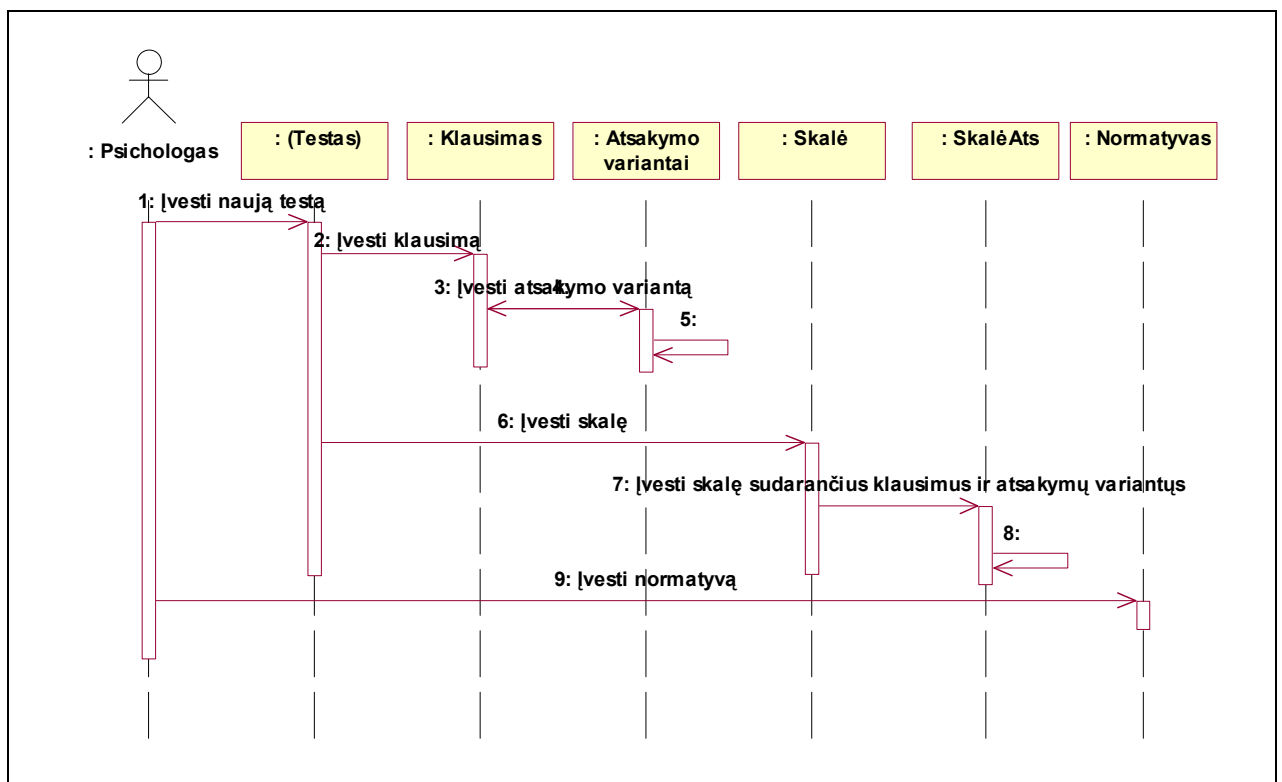 : Psichologas
: (Testas)
: Klausimas
: Atsakymo
variantai
: Skalė
: SkalėAts
: Normatyvas
1: Įvesti naują testą
2: Įvesti klausimą
3: Įvesti atsakymo variantą
4:
5:
6: Įvesti skalę
7: Įvesti skalę sudarančius klausimus ir atsakymų variantųs
8:
9: Įvesti normatyvą